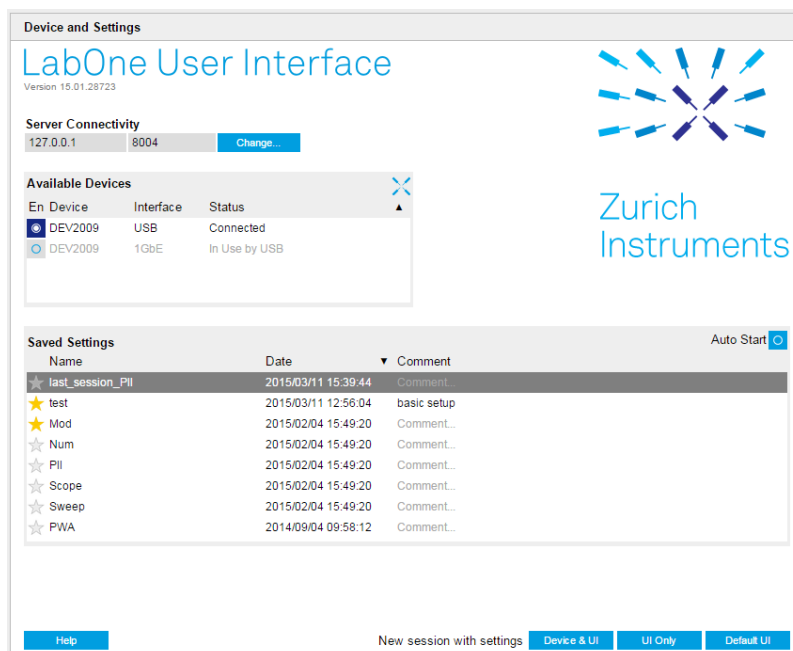 Device and Settings
LabOne User Interface
Version 15.01.28723
Server Connectivity
127.0.0.1 8004 Change...
Available Devices
En Device Interface Status ▲
DEV2009 USB Connected
DEV2009 1GbE In Use by USB
Zurich
Instruments
Saved Settings Auto Start
Name Date ▼ Comment
last_session_Pll 2015/03/11 15:39:44 Comment...
test 2015/03/11 12:56:04 basic setup
Mod 2015/02/04 15:49:20 Comment...
Num 2015/02/04 15:49:20 Comment...
Pll 2015/02/04 15:49:20 Comment...
Scope 2015/02/04 15:49:20 Comment...
Sweep 2015/02/04 15:49:20 Comment...
PWA 2014/09/04 09:58:12 Comment...
Help New session with settings Device & UI UI Only Default UI